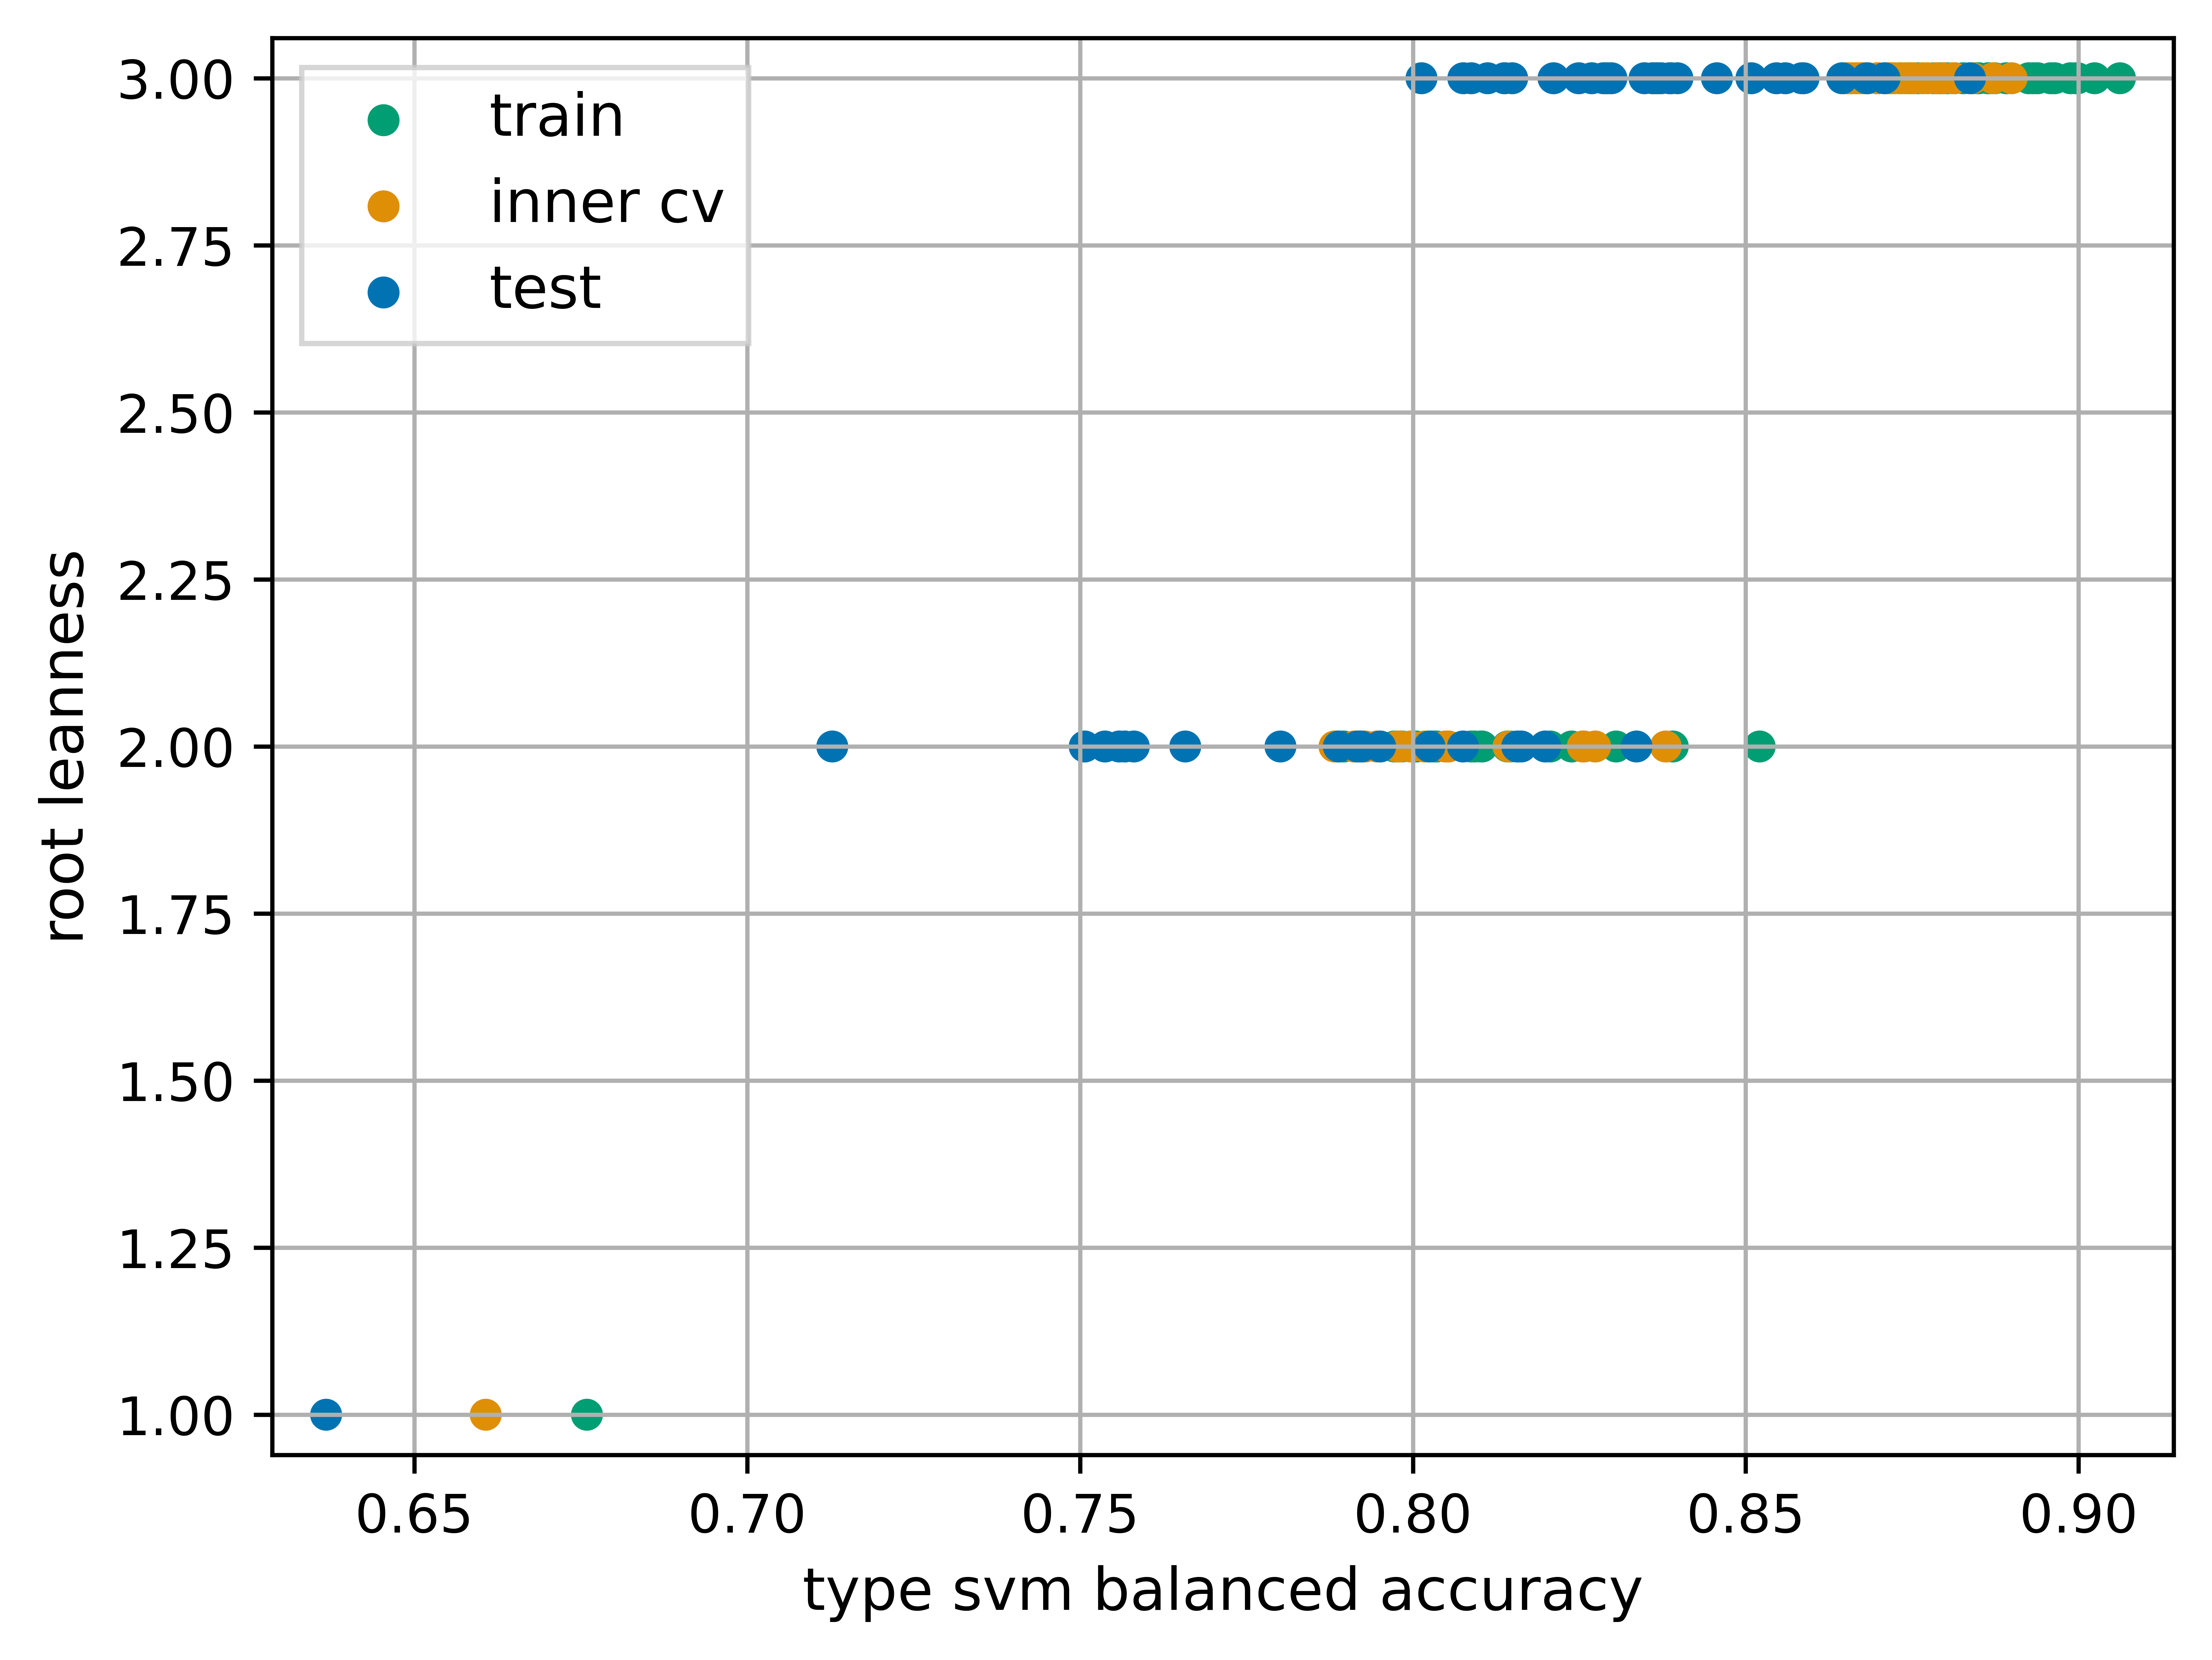 3.00
2.75
2.50
2.25
2.00
1.75
1.50
1.25
1.00
root leanness
train
inner cv
test
0.65 0.70 0.75 0.80 0.85 0.90
type svm balanced accuracy